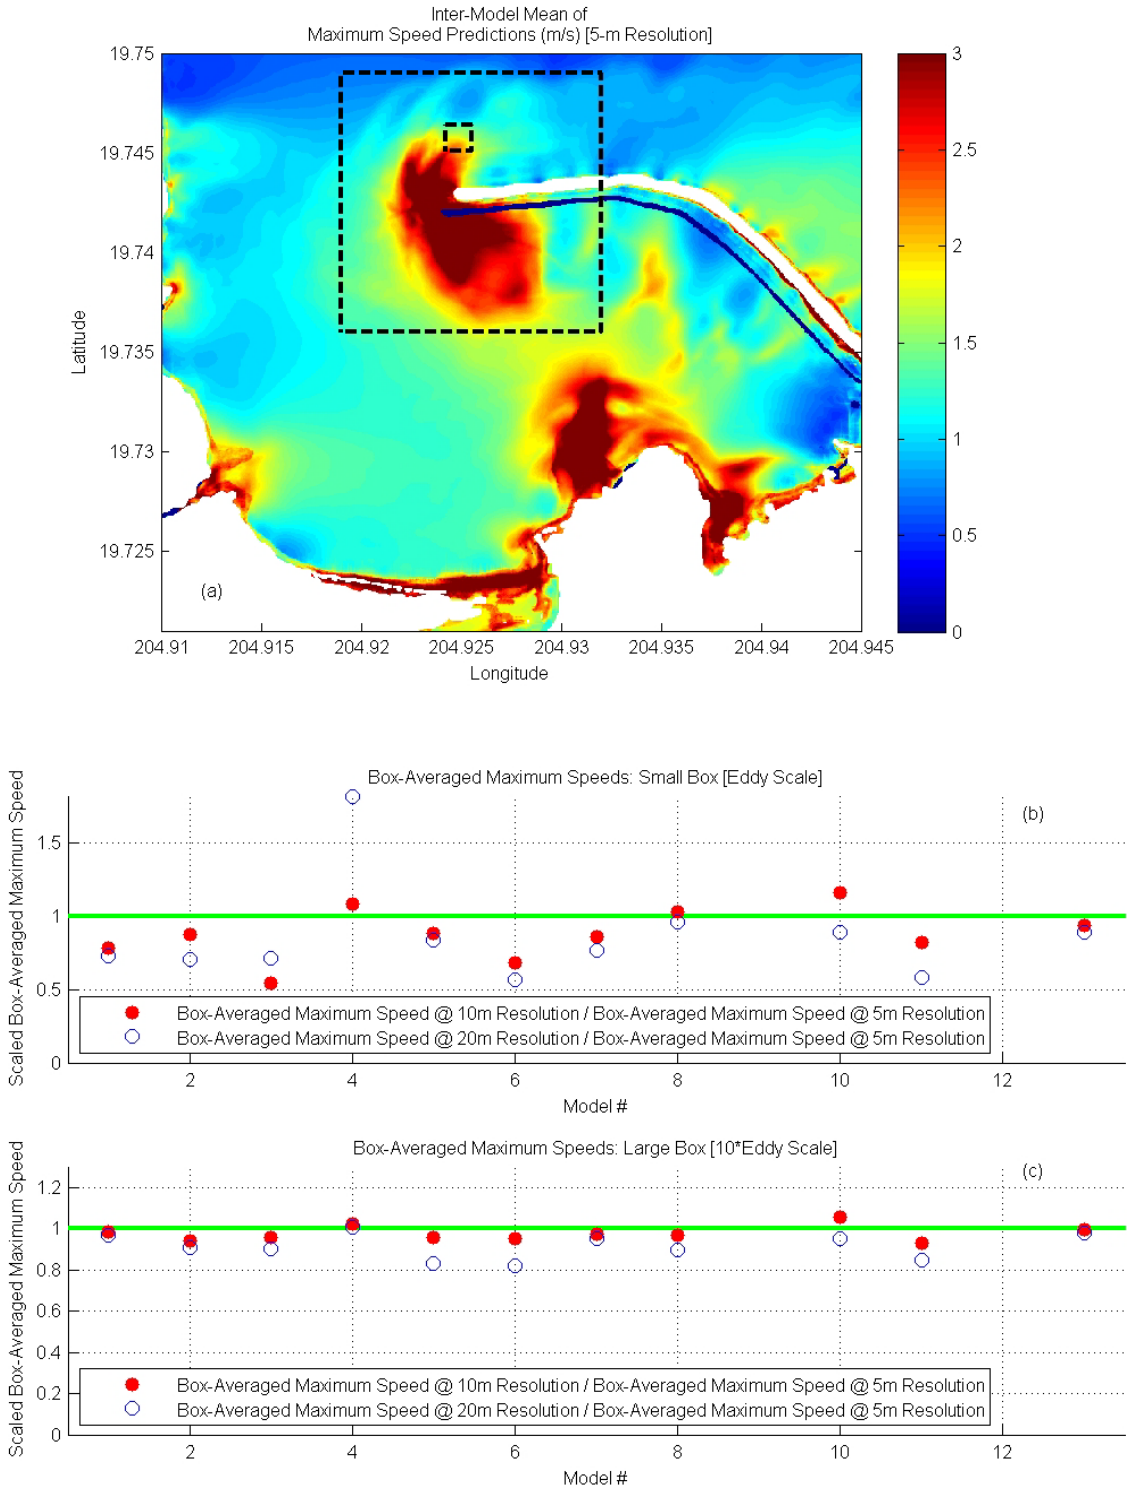 Inter-Model Mean of
Maximum Speed Predictions (m/s) [5-m Resolution]
19.75
19.745
19.74
19.735
19.73
19.725
Latitude
(a)
204.91 204.915 204.92 204.925 204.93 204.935 204.94 204.945
Longitude
3
2.5
2
1.5
1
0.5
0
Box-Averaged Maximum Speeds: Small Box [Eddy Scale]
(b)
Scaled Box-Averaged Maximum Speed
1.5
1
0.5
0
Box-Averaged Maximum Speed @ 10m Resolution / Box-Averaged Maximum Speed @ 5m Resolution
Box-Averaged Maximum Speed @ 20m Resolution / Box-Averaged Maximum Speed @ 5m Resolution
2 4 6 8 10 12
Model #
Box-Averaged Maximum Speeds: Large Box [10*Eddy Scale]
(c)
Scaled Box-Averaged Maximum Speed
1.2
1
0.8
0.6
0.4
0.2
0
Box-Averaged Maximum Speed @ 10m Resolution / Box-Averaged Maximum Speed @ 5m Resolution
Box-Averaged Maximum Speed @ 20m Resolution / Box-Averaged Maximum Speed @ 5m Resolution
2 4 6 8 10 12
Model #